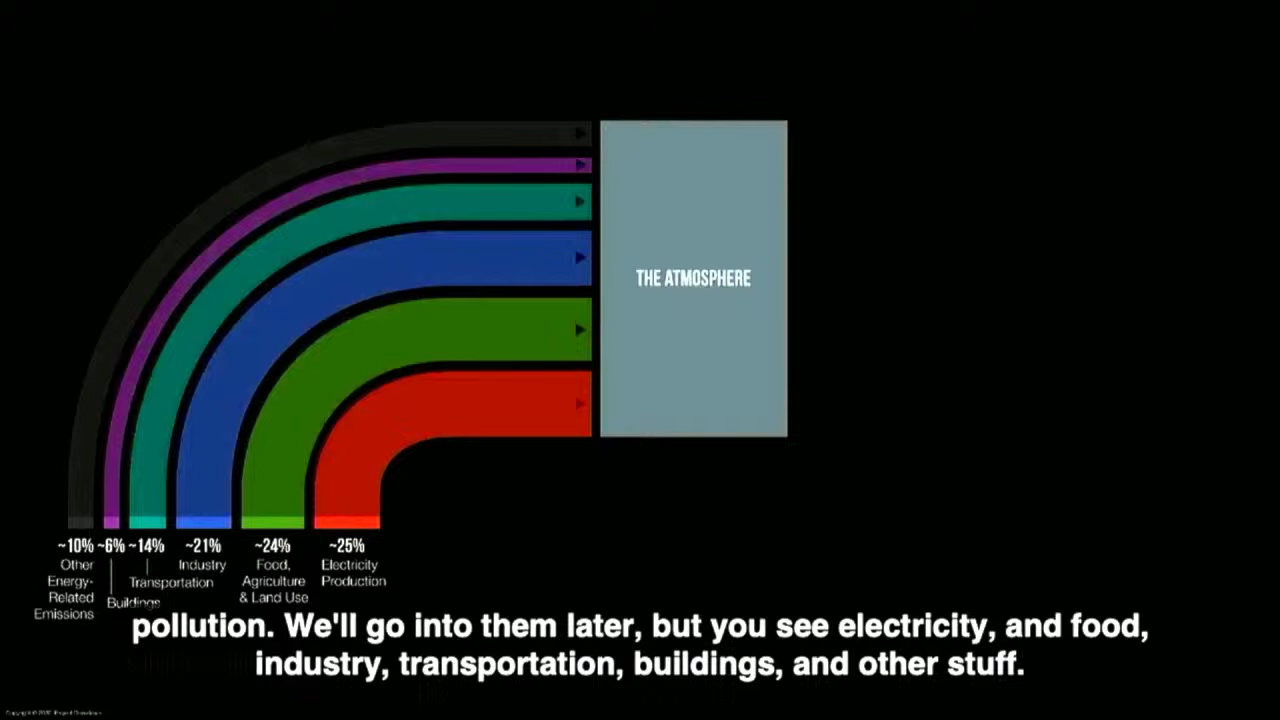 THE ATMOSPHERE
~10%
Other
Energy-
Related
Emissions
~6%
Buildings
~14%
Transportation
~21%
Industry
~24%
Food,
Agriculture
& Land Use
~25%
Electricity
Production
pollution. We'll go into them later, but you see electricity, and food,
industry, transportation, buildings, and other stuff.